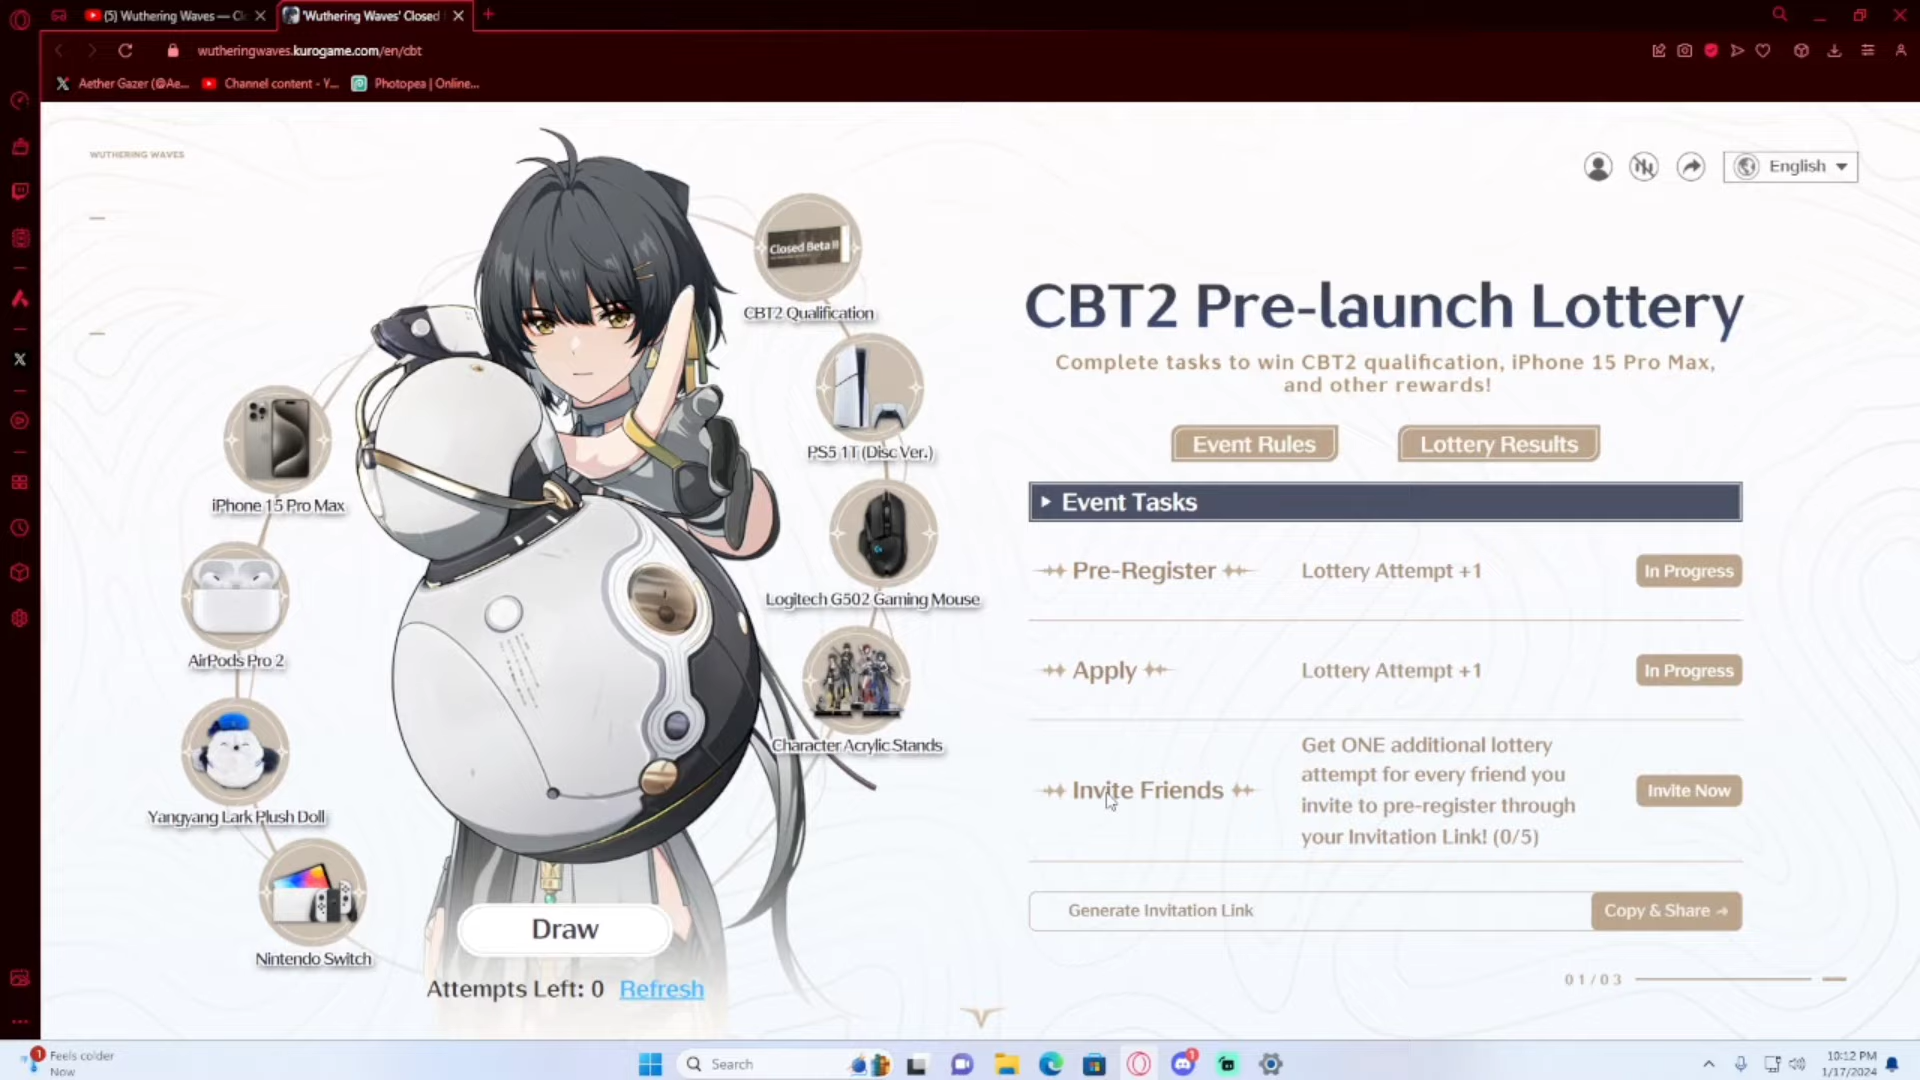 (5) Wuthering Waves — Cl
'Wuthering Waves' Closed
wutheringwaves.kurogame.com/en/cbt
Aether Gazer (@Ae...
Channel content - Y...
Photopea | Online...
WUTHERING WAVES
English
Closed Beta II
CBT2 Qualification
PS5 1T (Disc Ver.)
iPhone 15 Pro Max
Logitech G502 Gaming Mouse
AirPods Pro 2
Character Acrylic Stands
Yangyang Lark Plush Doll
Nintendo Switch
Draw
Attempts Left: 0 Refresh
CBT2 Pre-launch Lottery
Complete tasks to win CBT2 qualification, iPhone 15 Pro Max,
and other rewards!
Event Rules
Lottery Results
Event Tasks
Pre-Register Lottery Attempt +1 In Progress
Apply Lottery Attempt +1 In Progress
Invite Friends
Get ONE additional lottery
attempt for every friend you
invite to pre-register through
your Invitation Link! (0/5)
Invite Now
Generate Invitation Link
Copy & Share
01/03
1
Feels colder
Now
Search
1
10:12 PM
1/17/2024